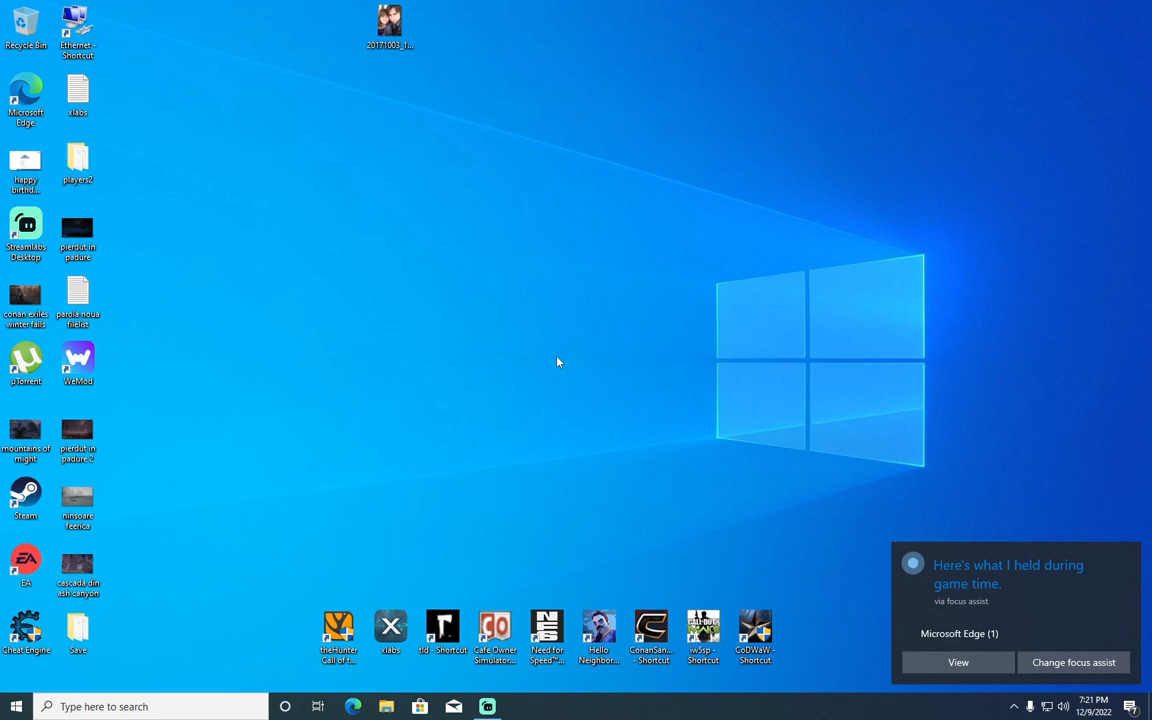 Recycle Bin
Ethernet -
Shortcut
20171003_1...
Microsoft
Edge
xlabs
happy
birthd...
players2
Streamlabs
Desktop
pierdut in
padure
conan exiles
winter falls
parola noua
filelist
µTorrent
WeMod
mountains of
might
pierdut in
padure 2
Steam
ninsoare
feerica
EA
cascada din
ash canyon
Cheat Engine
Save
theHunter
Call of t...
xlabs
tld - Shortcut
Cafe Owner
Simulator...
Need for
Speed™...
Hello
Neighbor...
ConanSan...
- Shortcut
iw5sp -
Shortcut
CoDWaW -
Shortcut
Here's what I held during
game time.
via focus assist
Microsoft Edge (1)
View
Change focus assist
Type here to search
7:21 PM
12/9/2022
7